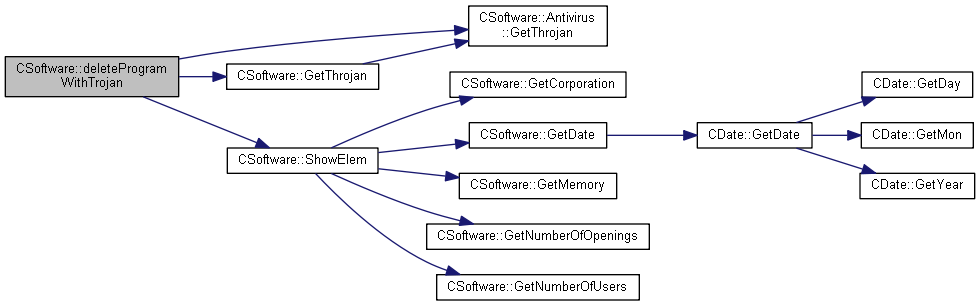 CSoftware::deleteProgram
WithTrojan
CSoftware::Antivirus
::GetThrojan
CSoftware::GetThrojan
CSoftware::ShowElem
CSoftware::GetCorporation
CSoftware::GetDate
CSoftware::GetMemory
CSoftware::GetNumberOfOpenings
CSoftware::GetNumberOfUsers
CDate::GetDate
CDate::GetDay
CDate::GetMon
CDate::GetYear